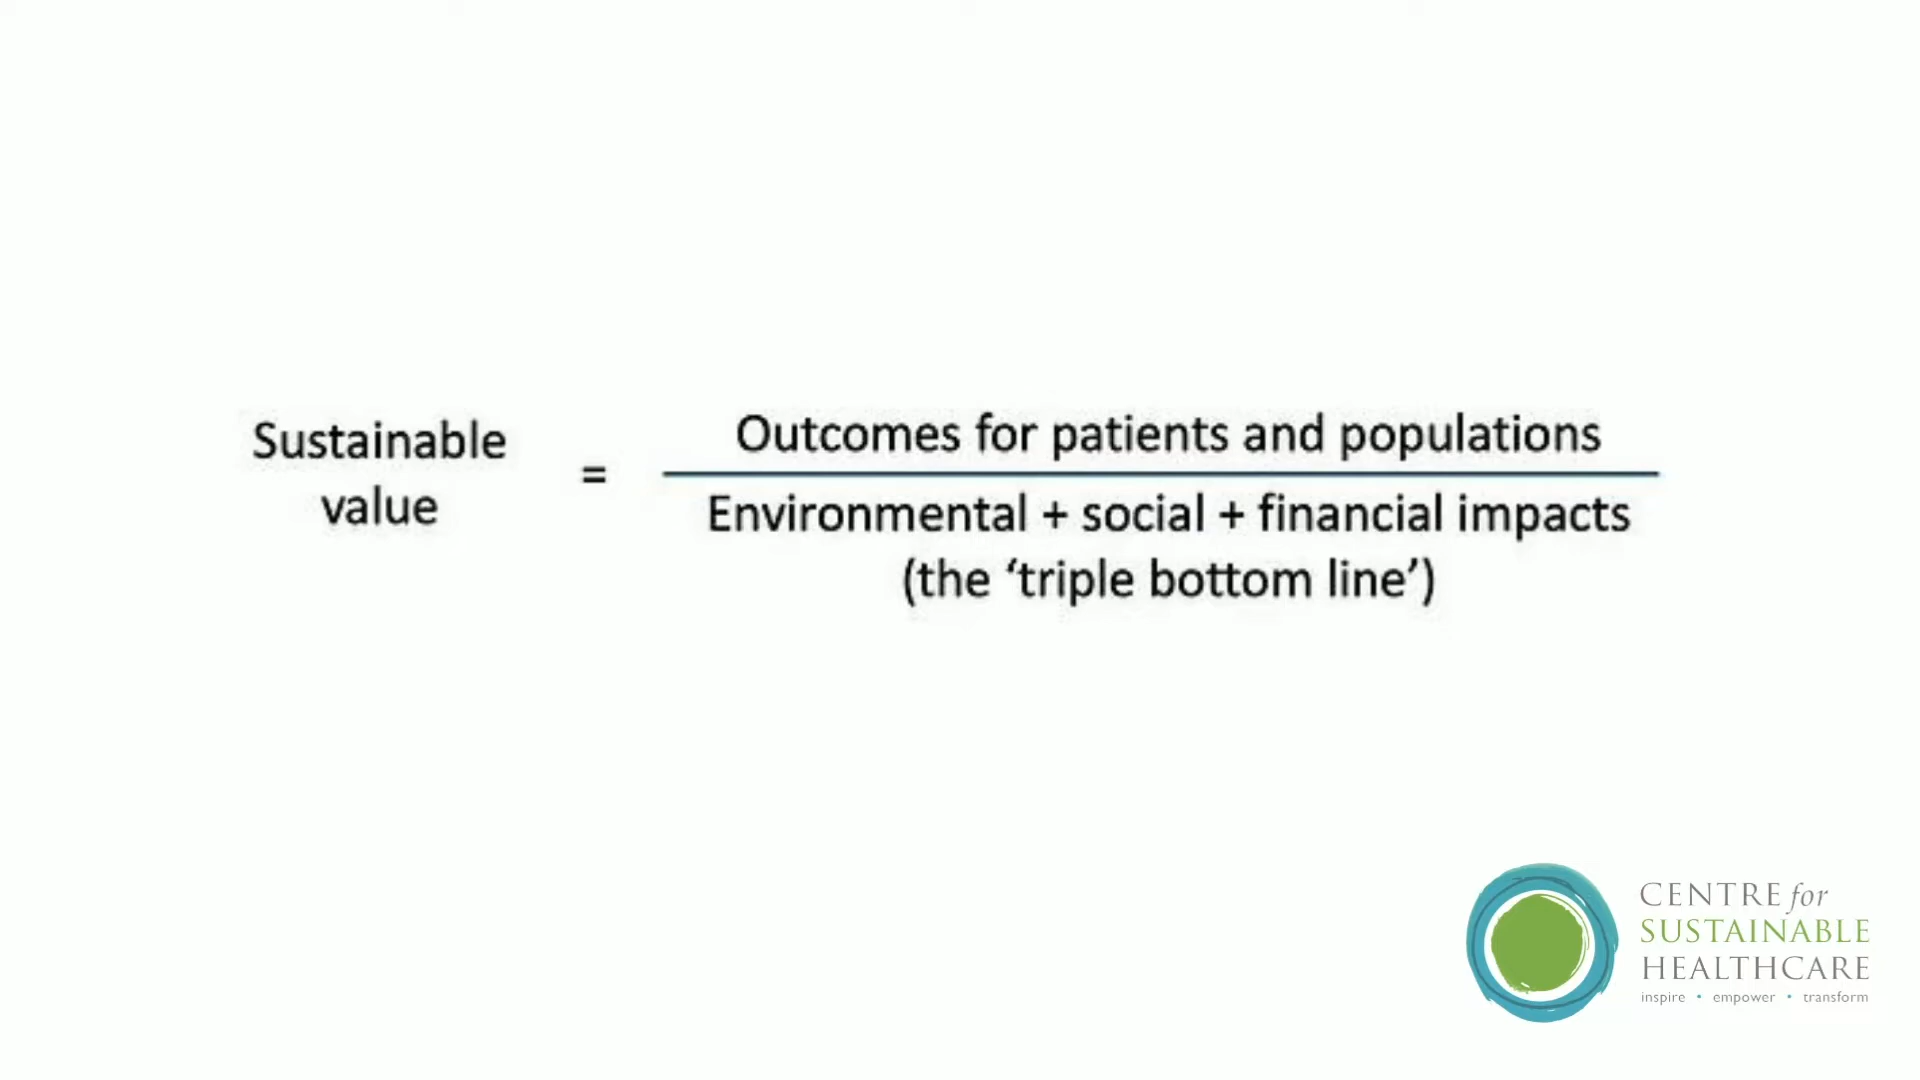 Sustainable
value
=
Outcomes for patients and populations
Environmental + social + financial impacts
(the ‘triple bottom line’)
CENTRE for
SUSTAINABLE
HEALTHCARE
inspire • empower • transform